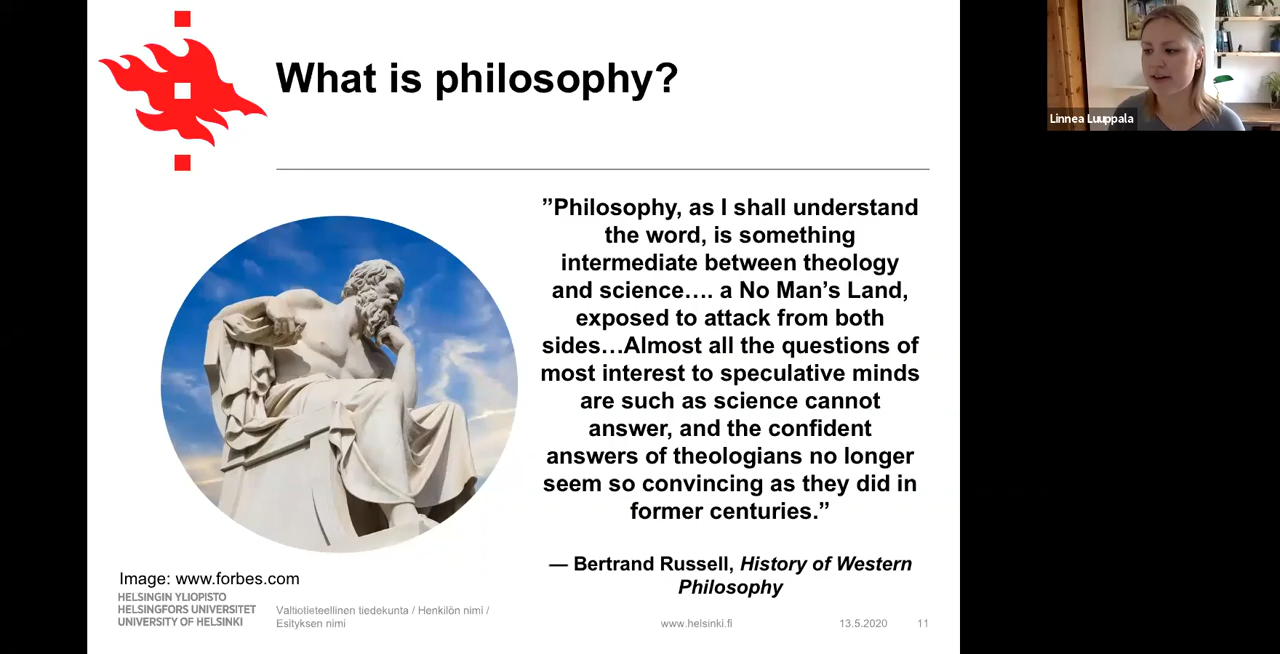 What is philosophy?
Linnea Luuppala
”Philosophy, as I shall understand
the word, is something
intermediate between theology
and science…. a No Man’s Land,
exposed to attack from both
sides…Almost all the questions of
most interest to speculative minds
are such as science cannot
answer, and the confident
answers of theologians no longer
seem so convincing as they did in
former centuries.”
— Bertrand Russell, History of Western
Philosophy
Image: www.forbes.com
HELSINGIN YLIOPISTO
HELSINGFORS UNIVERSITET
UNIVERSITY OF HELSINKI
Valtiotieteellinen tiedekunta / Henkilön nimi /
Esityksen nimi
www.helsinki.fi
13.5.2020
11